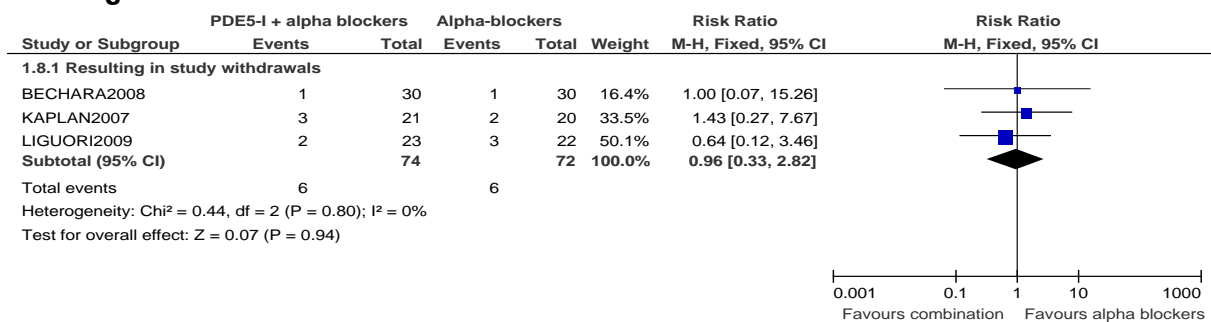 PDE5-I + alpha blockers Alpha-blockers Risk Ratio Risk Ratio
Study or Subgroup Events Total Events Total Weight M-H, Fixed, 95% CI M-H, Fixed, 95% CI
1.8.1 Resulting in study withdrawals
BECHARA2008 1 30 1 30 16.4% 1.00 [0.07, 15.26]
KAPLAN2007 3 21 2 20 33.5% 1.43 [0.27, 7.67]
LIGUORI2009 2 23 3 22 50.1% 0.64 [0.12, 3.46]
Subtotal (95% CI) 74 72 100.0% 0.96 [0.33, 2.82]
Total events 6 6
Heterogeneity: Chi² = 0.44, df = 2 (P = 0.80); I² = 0%
Test for overall effect: Z = 0.07 (P = 0.94)
0.001 0.1 1 10 1000
Favours combination Favours alpha blockers